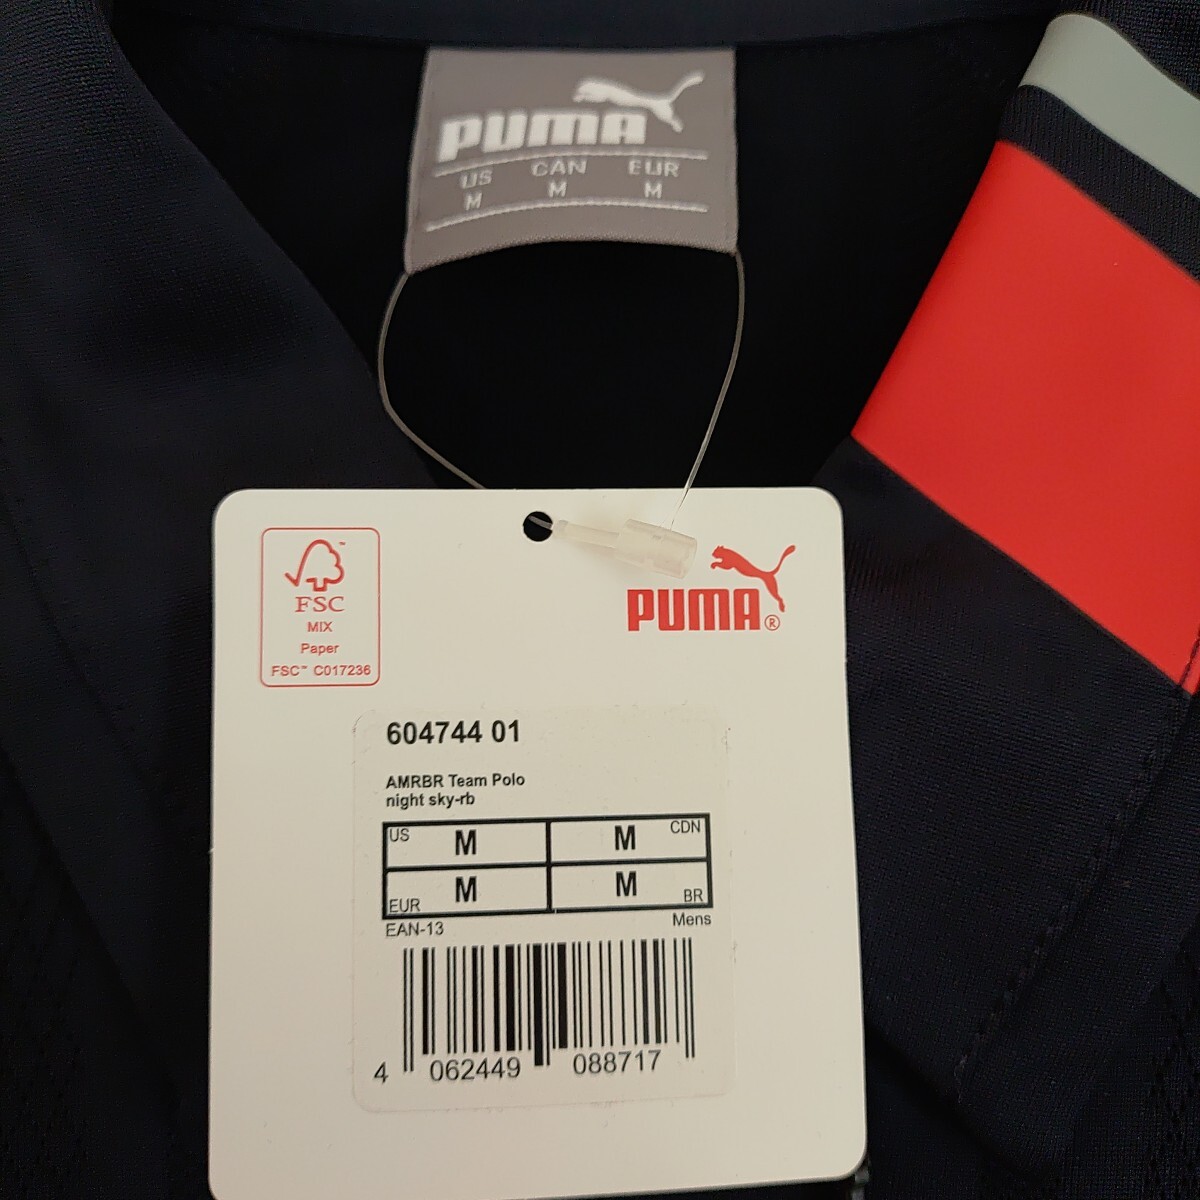 PUMA
US CAN EUR
M M M
FSC
MIX
Paper
FSC™ C017236
PUMA®
604744 01
AMRBR Team Polo
night sky-rb
US M M CDN
EUR M M BR
EAN-13 Mens
4 062449 088717